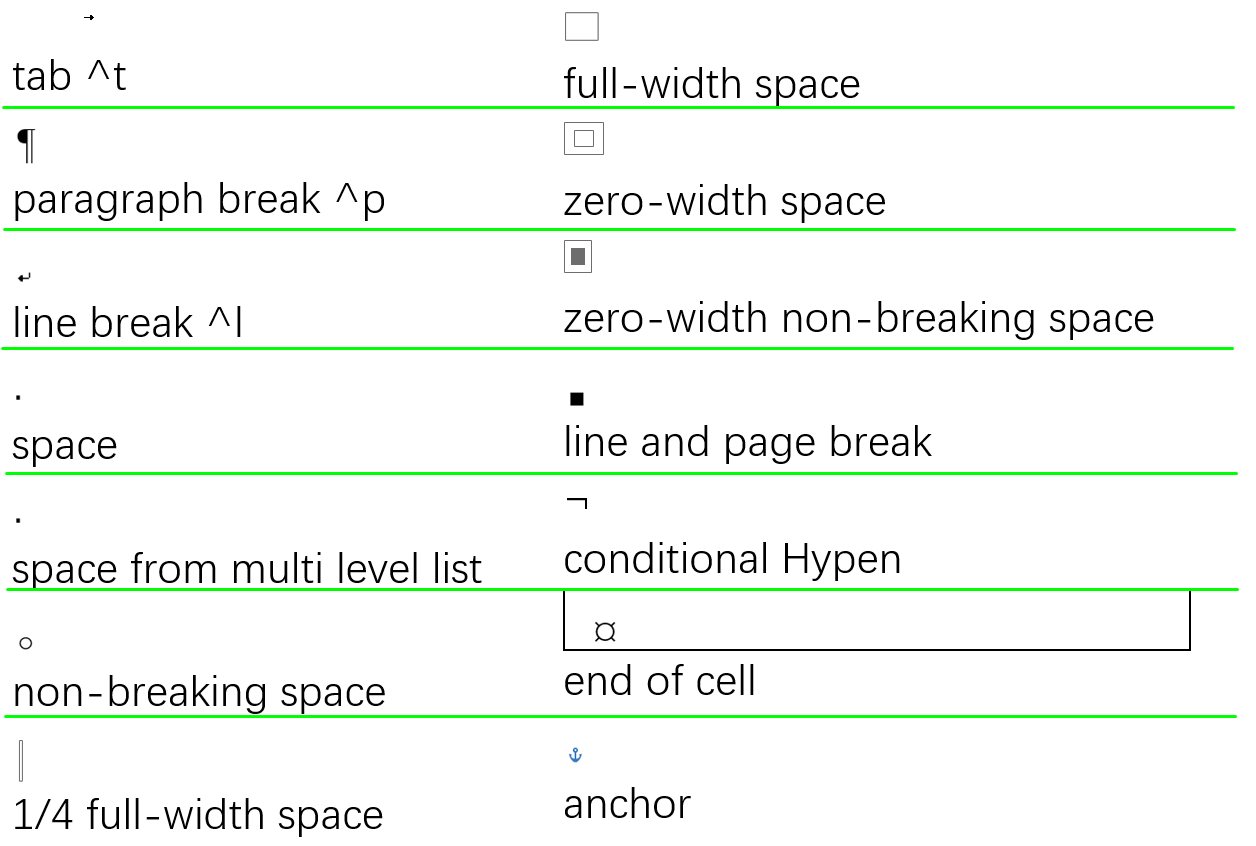 →
tab ^t
¶
paragraph break ^p
↵
line break ^l
·
space
·
space from multi level list
°
non-breaking space
1/4 full-width space
full-width space
zero-width space
zero-width non-breaking space
■
line and page break
¬
conditional Hypen
¤
end of cell
anchor